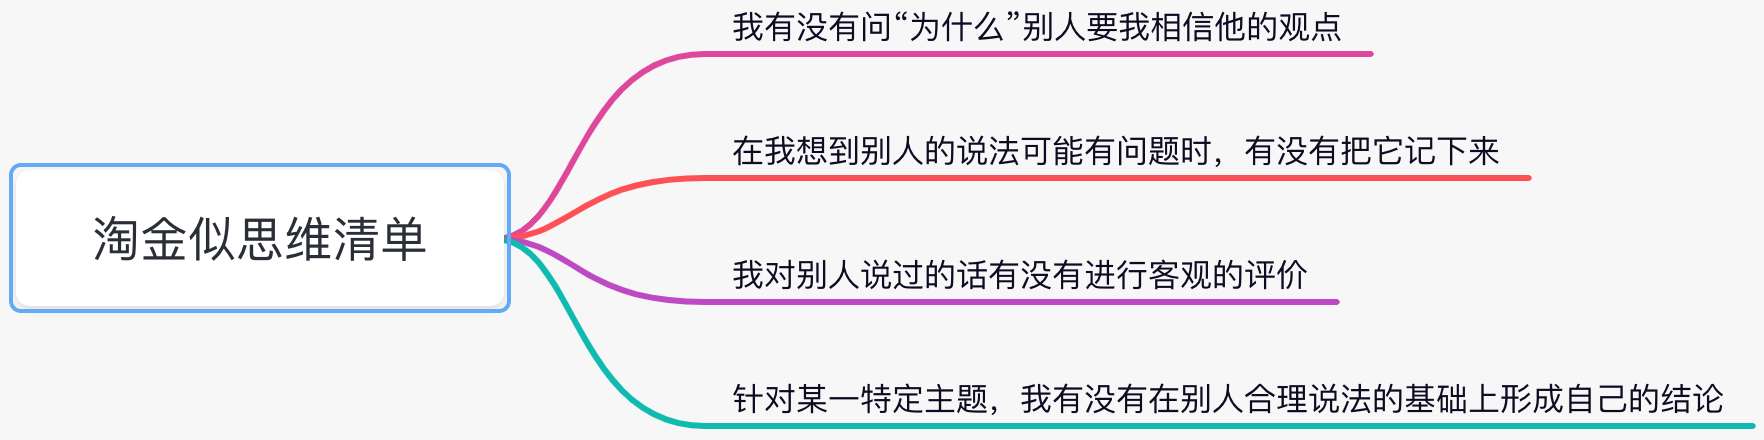 我有没有问“为什么”别人要我相信他的观点
在我想到别人的说法可能有问题时，有没有把它记下来
淘金似思维清单
我对别人说过的话有没有进行客观的评价
针对某一特定主题，我有没有在别人合理说法的基础上形成自己的结论